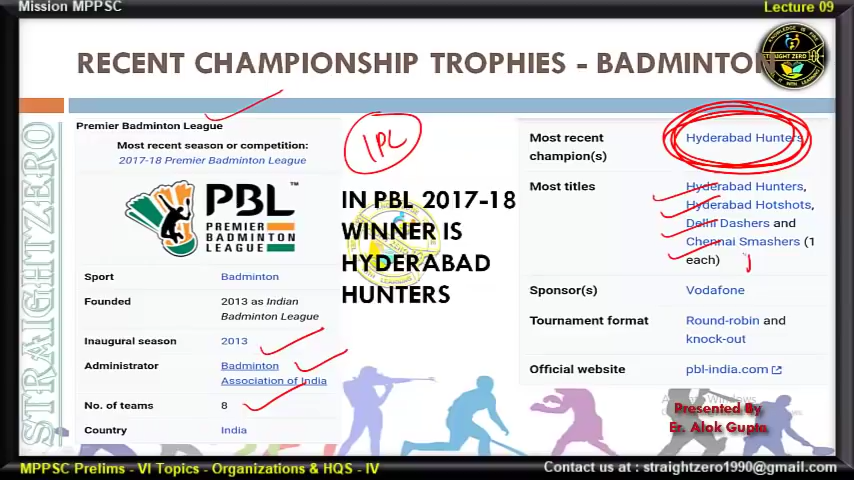 Mission MPPSC
Lecture 09
RECENT CHAMPIONSHIP TROPHIES - BADMINTON
Premier Badminton League
Most recent season or competition:
2017-18 Premier Badminton League
PBL™
PREMIER
BADMINTON
LEAGUE
Sport Badminton
Founded 2013 as Indian
Badminton League
Inaugural season 2013
Administrator Badminton
Association of India
No. of teams 8
Country India
IPL
IN PBL 2017-18
WINNER IS
HYDERABAD
HUNTERS
Most recent Hyderabad Hunters
champion(s)
Most titles Hyderabad Hunters,
Hyderabad Hotshots,
Delhi Dashers and
Chennai Smashers (1
each)
Sponsor(s) Vodafone
Tournament format Round-robin and
knock-out
Official website pbl-india.com
Presented By
Er. Alok Gupta
STRAIGHTZERO
STRAIGHT ZERO
MPPSC Prelims - VI Topics - Organizations & HQS - IV
Contact us at : straightzero1990@gmail.com